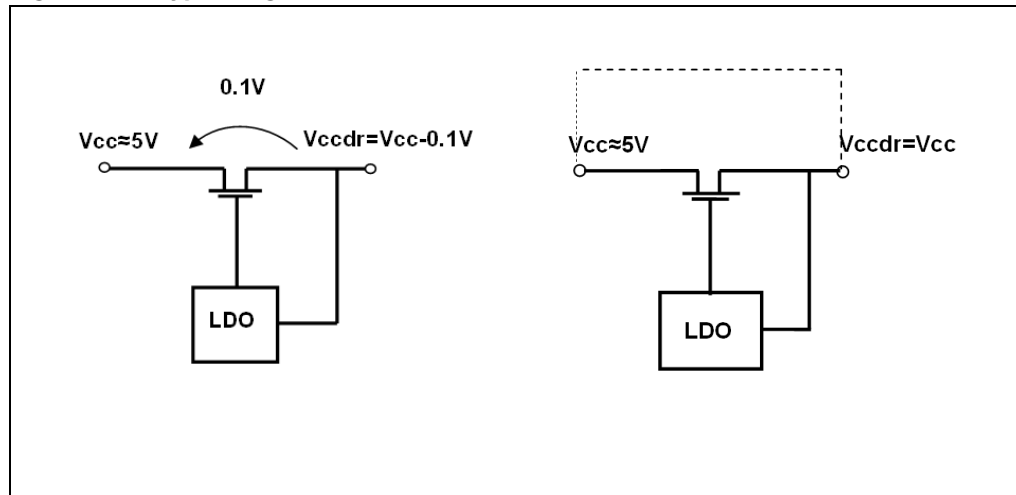 0.1V
Vcc≈5V
Vccdr=Vcc-0.1V
LDO
Vcc≈5V
Vccdr=Vcc
LDO